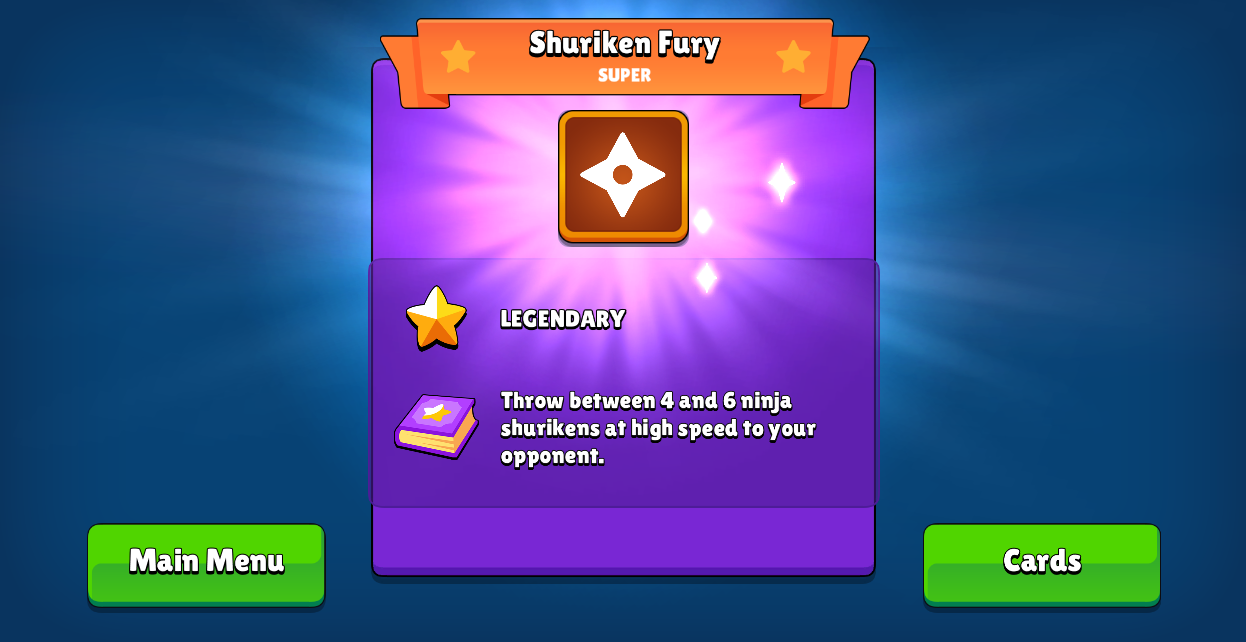 Shuriken Fury
SUPER
LEGENDARY
Throw between 4 and 6 ninja
shurikens at high speed to your
opponent.
Main Menu
Cards